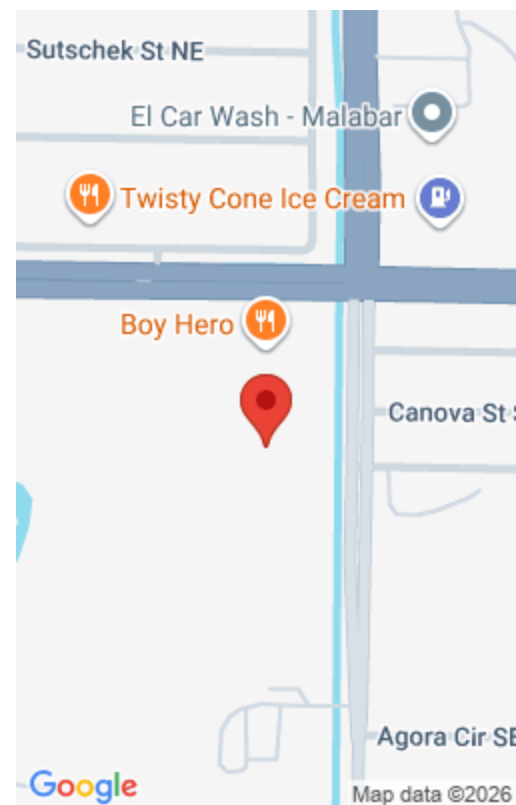 Sutschek St NE
El Car Wash - Malabar
Twisty Cone Ice Cream
Boy Hero
Canova St S
Agora Cir SE
Google
Map data ©2026